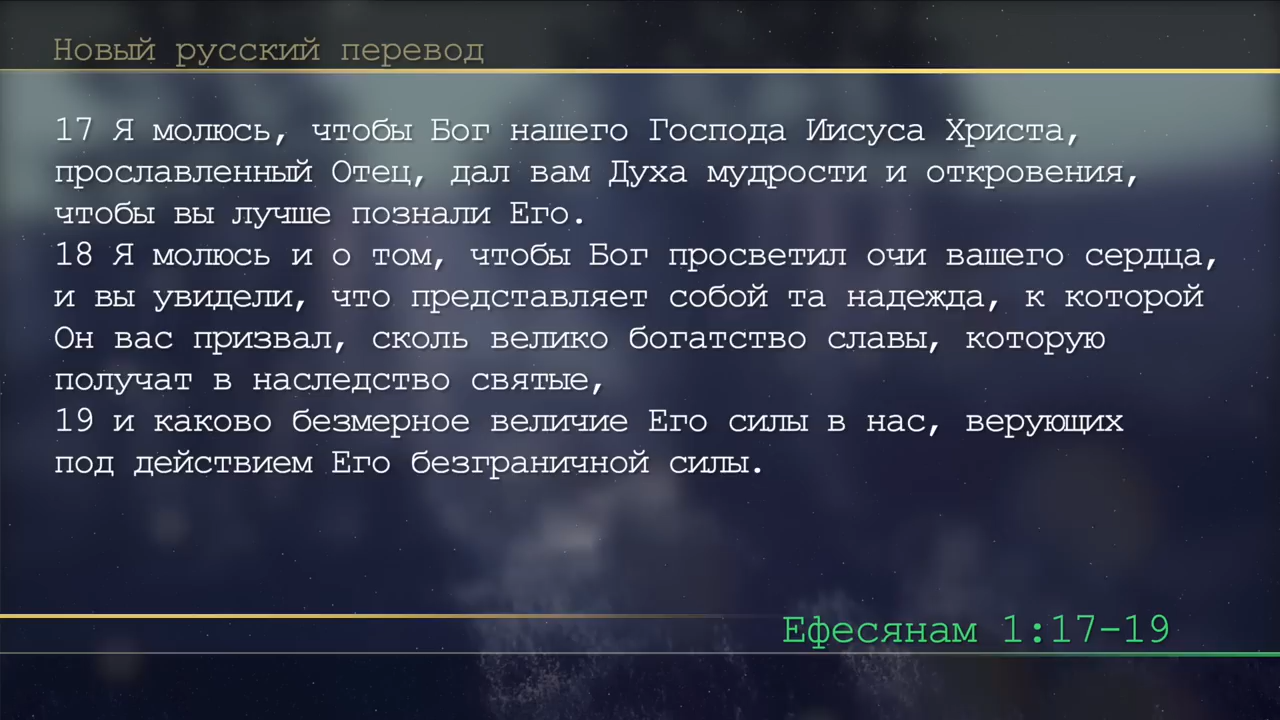 Новый русский перевод
17 Я молюсь, чтобы Бог нашего Господа Иисуса Христа,
прославленный Отец, дал вам Духа мудрости и откровения,
чтобы вы лучше познали Его.
18 Я молюсь и о том, чтобы Бог просветил очи вашего сердца,
и вы увидели, что представляет собой та надежда, к которой
Он вас призвал, сколь велико богатство славы, которую
получат в наследство святые,
19 и каково безмерное величие Его силы в нас, верующих
под действием Его безграничной силы.
Ефесянам 1:17-19